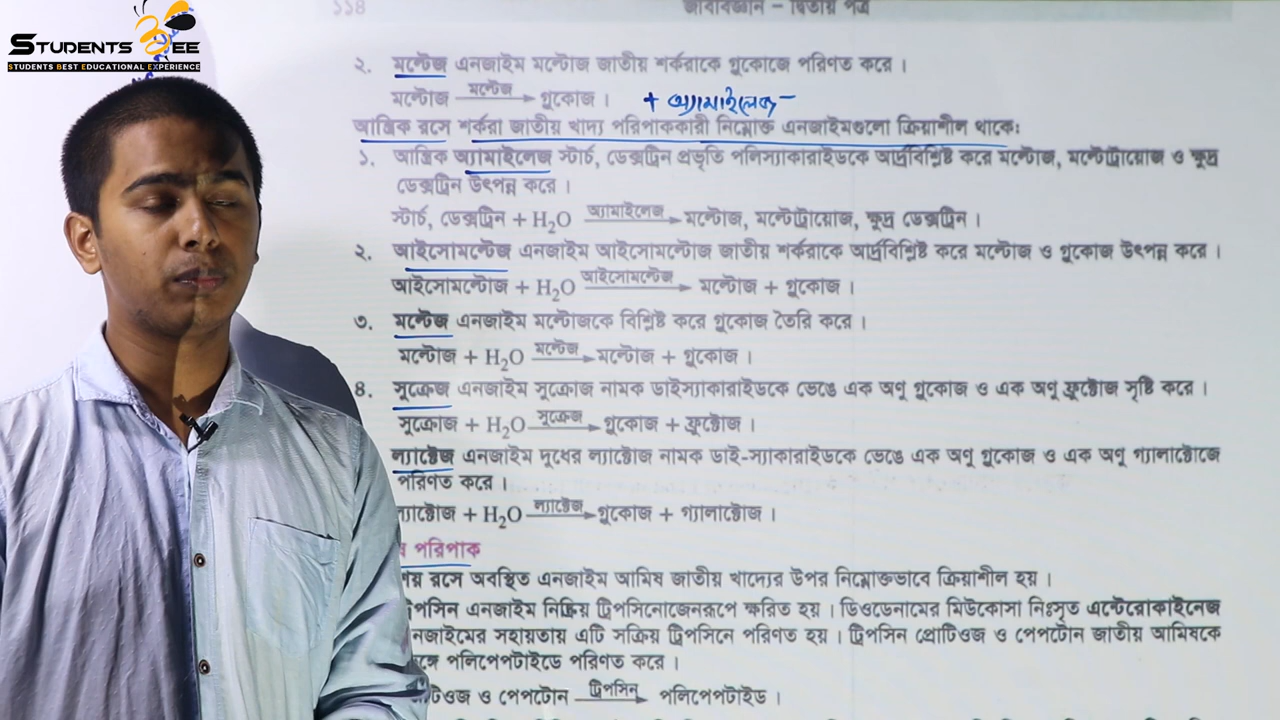 STUDENTS BEE
STUDENTS BEST EDUCATIONAL EXPERIENCE
১১৪
জীববিজ্ঞান – দ্বিতীয় পত্র
২. মল্টেজ এনজাইম মল্টোজ জাতীয় শর্করাকে গ্লুকোজে পরিণত করে ।
মল্টোজ মল্টেজ→ গ্লুকোজ । + অ্যামাইলেজ –
আন্ত্রিক রসে শর্করা জাতীয় খাদ্য পরিপাককারী নিম্নোক্ত এনজাইমগুলো ক্রিয়াশীল থাকে:
১. আন্ত্রিক অ্যামাইলেজ স্টার্চ, ডেক্সট্রিন প্রভৃতি পলিস্যাকারাইডকে আর্দ্রবিশ্লিষ্ট করে মল্টোজ, মল্টোট্রায়োজ ও ক্ষুদ্র
ডেক্সট্রিন উৎপন্ন করে ।
স্টার্চ, ডেক্সট্রিন + H₂O অ্যামাইলেজ→ মল্টোজ, মল্টোট্রায়োজ, ক্ষুদ্র ডেক্সট্রিন ।
২. আইসোমল্টেজ এনজাইম আইসোমল্টোজ জাতীয় শর্করাকে আর্দ্রবিশ্লিষ্ট করে মল্টোজ ও গ্লুকোজ উৎপন্ন করে ।
আইসোমল্টোজ + H₂O আইসোমল্টেজ→ মল্টোজ + গ্লুকোজ ।
৩. মল্টেজ এনজাইম মল্টোজকে বিশ্লিষ্ট করে গ্লুকোজ তৈরি করে ।
মল্টোজ + H₂O মল্টেজ→ মল্টোজ + গ্লুকোজ ।
৪. সুক্রেজ এনজাইম সুক্রোজ নামক ডাইস্যাকারাইডকে ভেঙে এক অণু গ্লুকোজ ও এক অণু ফ্রুক্টোজ সৃষ্টি করে ।
সুক্রোজ + H₂O সুক্রেজ→ গ্লুকোজ + ফ্রুক্টোজ ।
ল্যাক্টেজ এনজাইম দুধের ল্যাক্টোজ নামক ডাই-স্যাকারাইডকে ভেঙে এক অণু গ্লুকোজ ও এক অণু গ্যালাক্টোজে
পরিণত করে ।
ল্যাক্টোজ + H₂O ল্যাক্টেজ→ গ্লুকোজ + গ্যালাক্টোজ ।
পরিপাক
রসে অবস্থিত এনজাইম আমিষ জাতীয় খাদ্যের উপর নিম্নোক্তভাবে ক্রিয়াশীল হয় ।
ট্রিপসিন এনজাইম নিষ্ক্রিয় ট্রিপসিনোজেনরূপে ক্ষরিত হয় । ডিওডেনামের মিউকোসা নিঃসৃত এন্টেরোকাইনেজ
এনজাইমের সহায়তায় এটি সক্রিয় ট্রিপসিনে পরিণত হয় । ট্রিপসিন প্রোটিওজ ও পেপটোন জাতীয় আমিষকে
পলিপেপটাইডে পরিণত করে ।
ও পেপটোন ট্রিপসিন→ পলিপেপটাইড ।